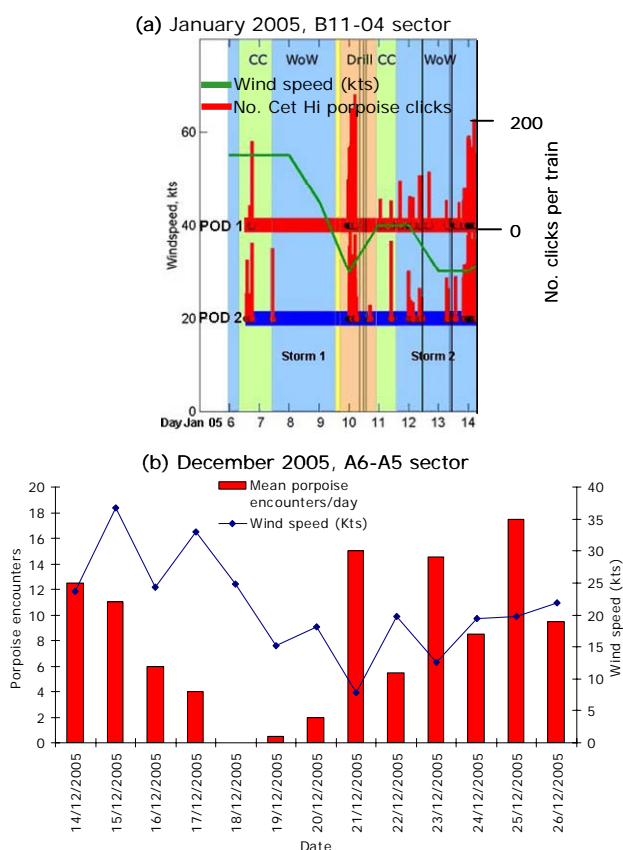 (a) January 2005, B11-04 sector
CC WoW Drill CC WoW
Wind speed (kts)
No. Cet Hi porpoise clicks
60
200
POD 1
40
0
POD 2
20
Storm 1 Storm 2
0
Windspeed, kts
No. clicks per train
Day Jan 05 6 7 8 9 10 11 12 13 14
(b) December 2005, A6-A5 sector
Mean porpoise
encounters/day
Wind speed (Kts)
20
18
16
14
12
10
8
6
4
2
0
Porpoise encounters
40
35
30
25
20
15
10
5
0
Wind speed (kts)
14/12/2005
15/12/2005
16/12/2005
17/12/2005
18/12/2005
19/12/2005
20/12/2005
21/12/2005
22/12/2005
23/12/2005
24/12/2005
25/12/2005
26/12/2005
Date